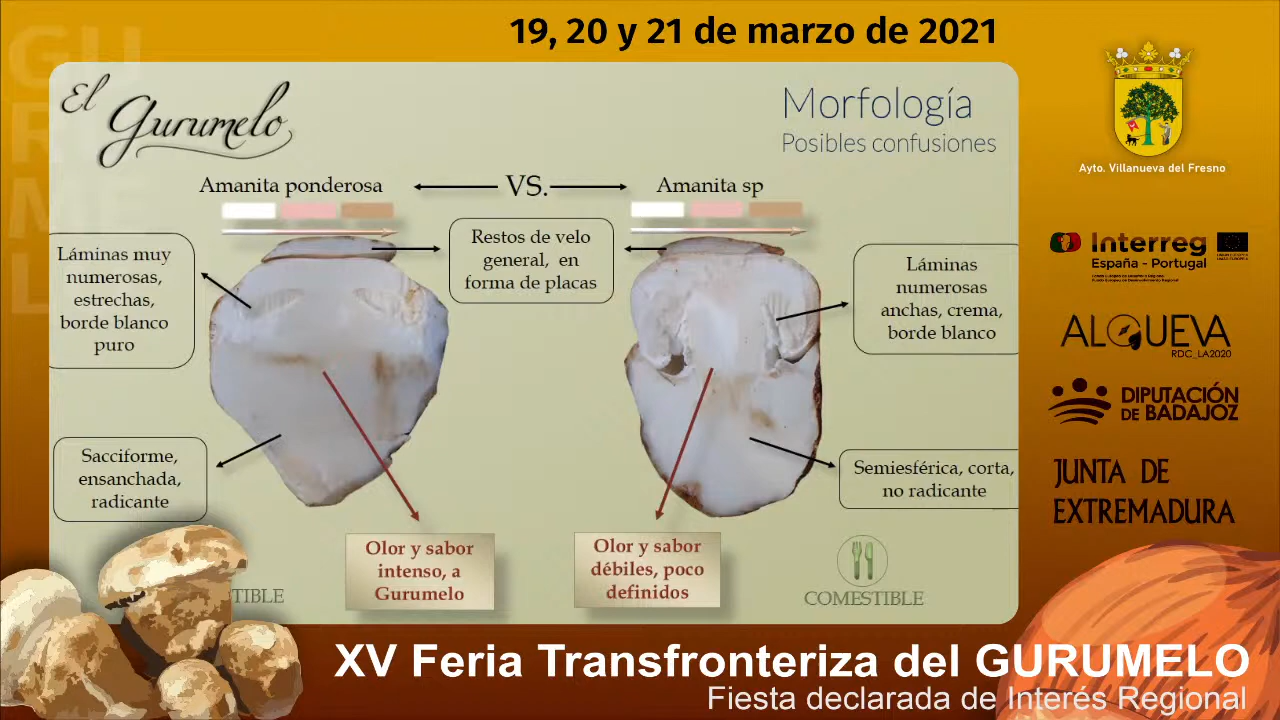 19, 20 y 21 de marzo de 2021
GU
R
M
L
El Gurumelo
Morfología
Posibles confusiones
Amanita ponderosa
VS.
Amanita sp
Láminas muy
numerosas,
estrechas,
borde blanco
puro
Restos de velo
general, en
forma de placas
Láminas
numerosas
anchas, crema,
borde blanco
Sacciforme,
ensanchada,
radicante
Semiesférica, corta,
no radicante
Olor y sabor
intenso, a
Gurumelo
Olor y sabor
débiles, poco
definidos
TIBLE
COMESTIBLE
Ayto. Villanueva del Fresno
Interreg
España - Portugal
ALQUEVA
RDC_LA2020
DIPUTACIÓN
DE BADAJOZ
JUNTA DE
EXTREMADURA
XV Feria Transfronteriza del GURUMELO
Fiesta declarada de Interés Regional